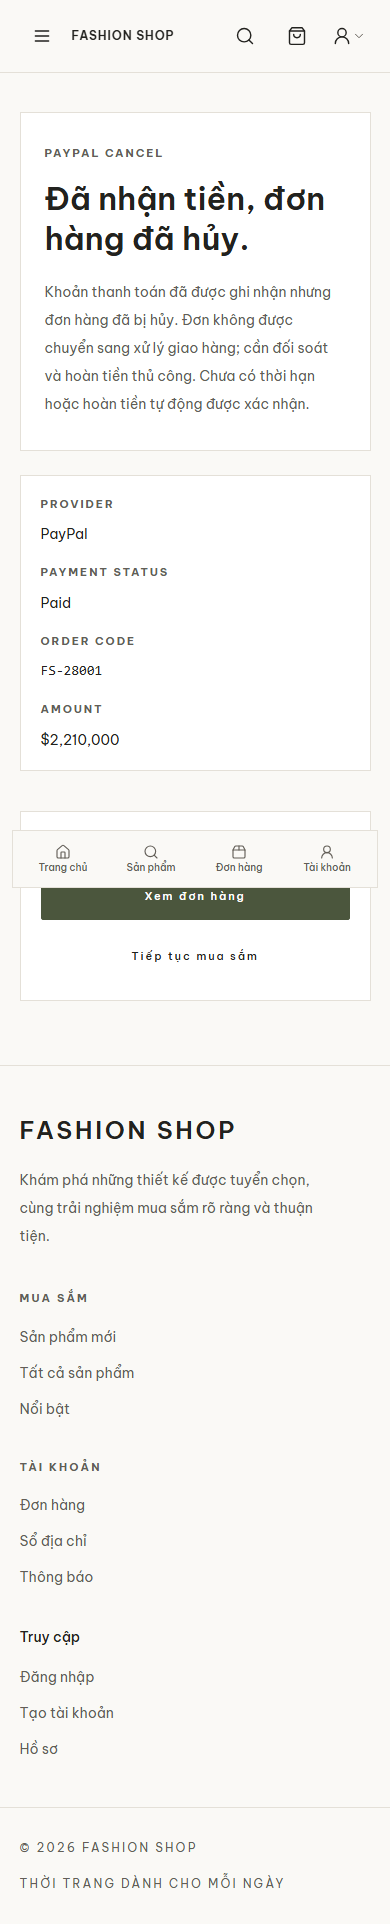 FASHION SHOP
PAYPAL CANCEL
Đã nhận tiền, đơn
hàng đã hủy.
Khoản thanh toán đã được ghi nhận nhưng
đơn hàng đã bị hủy. Đơn không được
chuyển sang xử lý giao hàng; cần đối soát
và hoàn tiền thủ công. Chưa có thời hạn
hoặc hoàn tiền tự động được xác nhận.
PROVIDER
PayPal
PAYMENT STATUS
Paid
ORDER CODE
FS-28001
AMOUNT
$2,210,000
Trang chủ Sản phẩm Đơn hàng Tài khoản
Xem đơn hàng
Tiếp tục mua sắm
FASHION SHOP
Khám phá những thiết kế được tuyển chọn,
cùng trải nghiệm mua sắm rõ ràng và thuận
tiện.
MUA SẮM
Sản phẩm mới
Tất cả sản phẩm
Nổi bật
TÀI KHOẢN
Đơn hàng
Sổ địa chỉ
Thông báo
Truy cập
Đăng nhập
Tạo tài khoản
Hồ sơ
© 2026 FASHION SHOP
THỜI TRANG DÀNH CHO MỖI NGÀY